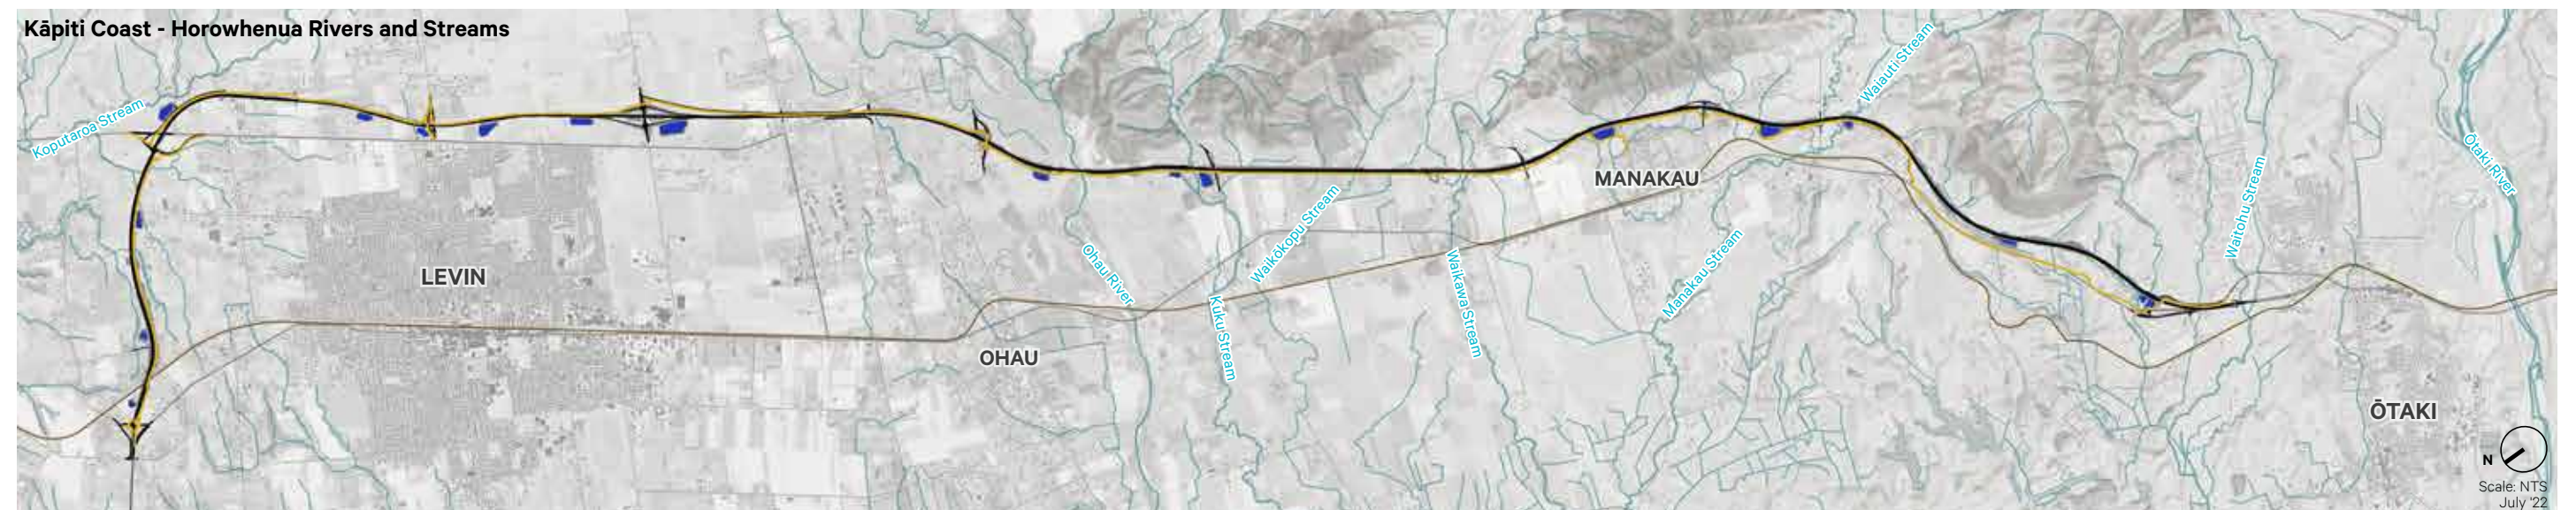 Kāpiti Coast - Horowhenua Rivers and Streams
Koputaroa Stream
Waiauti Stream
Ōtaki River
MANAKAU
Waitohu Stream
Waikōkopu Stream
Ohau River
Manakau Stream
LEVIN
Waikawa Stream
Kuku Stream
OHAU
ŌTAKI
N
Scale: NTS
July '22